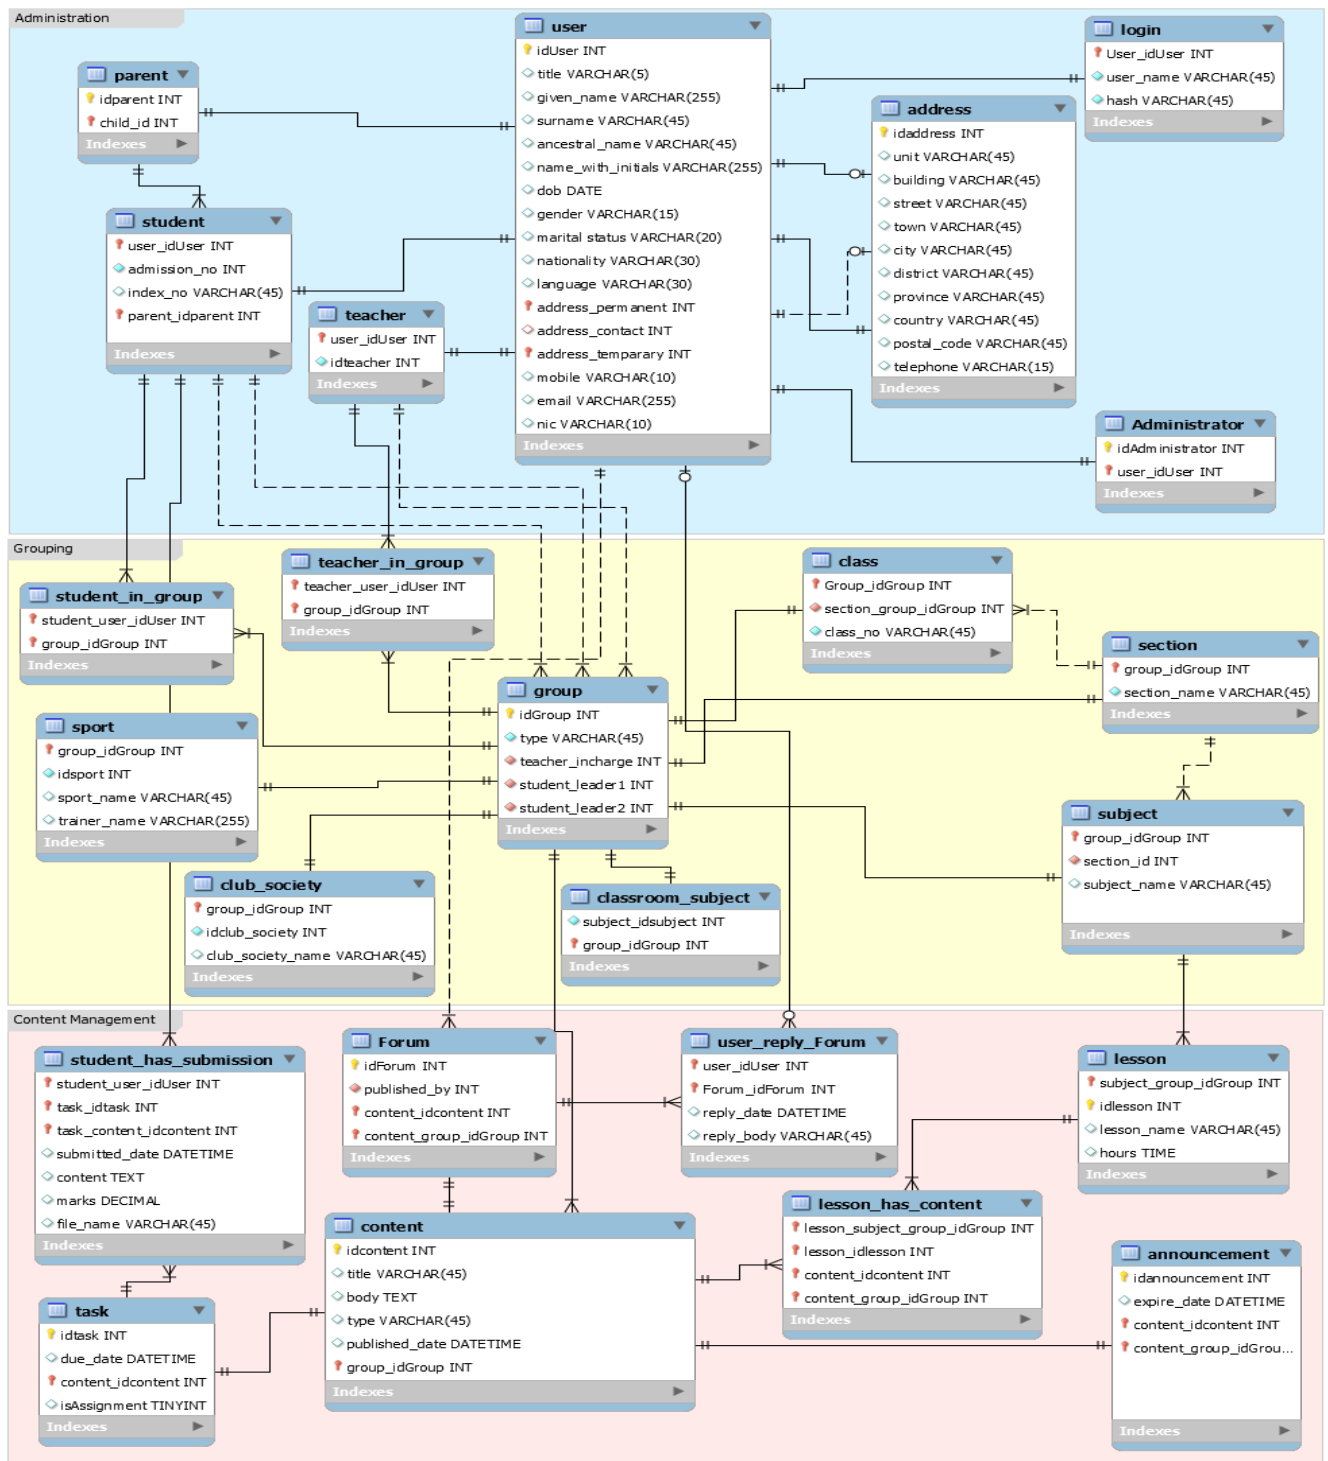 Administration
user
idUser INT
title VARCHAR(5)
given_name VARCHAR(255)
surname VARCHAR(45)
ancestral_name VARCHAR(45)
name_with_initials VARCHAR(255)
dob DATE
gender VARCHAR(15)
marital status VARCHAR(20)
nationality VARCHAR(30)
language VARCHAR(30)
address_permanent INT
address_contact INT
address_temparary INT
mobile VARCHAR(10)
email VARCHAR(255)
nic VARCHAR(10)
Indexes
login
User_idUser INT
user_name VARCHAR(45)
hash VARCHAR(45)
Indexes
parent
idparent INT
child_id INT
Indexes
address
idaddress INT
unit VARCHAR(45)
building VARCHAR(45)
street VARCHAR(45)
town VARCHAR(45)
city VARCHAR(45)
district VARCHAR(45)
province VARCHAR(45)
country VARCHAR(45)
postal_code VARCHAR(45)
telephone VARCHAR(15)
Indexes
student
user_idUser INT
admission_no INT
index_no VARCHAR(45)
parent_idparent INT
Indexes
teacher
user_idUser INT
idteacher INT
Indexes
Administrator
idAdministrator INT
user_idUser INT
Indexes
Grouping
teacher_in_group
teacher_user_idUser INT
group_idGroup INT
Indexes
class
Group_idGroup INT
section_group_idGroup INT
class_no VARCHAR(45)
Indexes
student_in_group
student_user_idUser INT
group_idGroup INT
Indexes
section
group_idGroup INT
section_name VARCHAR(45)
Indexes
group
idGroup INT
type VARCHAR(45)
teacher_incharge INT
student_leader1 INT
student_leader2 INT
Indexes
sport
group_idGroup INT
idsport INT
sport_name VARCHAR(45)
trainer_name VARCHAR(255)
Indexes
subject
group_idGroup INT
section_id INT
subject_name VARCHAR(45)
Indexes
club_society
group_idGroup INT
idclub_society INT
club_society_name VARCHAR(45)
Indexes
classroom_subject
subject_idsubject INT
group_idGroup INT
Indexes
Content Management
student_has_submission
student_user_idUser INT
task_idtask INT
task_content_idcontent INT
submitted_date DATETIME
content TEXT
marks DECIMAL
file_name VARCHAR(45)
Indexes
Forum
idForum INT
published_by INT
content_idcontent INT
content_group_idGroup INT
Indexes
user_reply_Forum
user_idUser INT
Forum_idForum INT
reply_date DATETIME
reply_body VARCHAR(45)
Indexes
lesson
subject_group_idGroup INT
idlesson INT
lesson_name VARCHAR(45)
hours TIME
Indexes
lesson_has_content
lesson_subject_group_idGroup INT
lesson_idlesson INT
content_idcontent INT
content_group_idGroup INT
Indexes
content
idcontent INT
title VARCHAR(45)
body TEXT
type VARCHAR(45)
published_date DATETIME
group_idGroup INT
Indexes
announcement
idannouncement INT
expire_date DATETIME
content_idcontent INT
content_group_idGrou...
Indexes
task
idtask INT
due_date DATETIME
content_idcontent INT
isAssignment TINYINT
Indexes